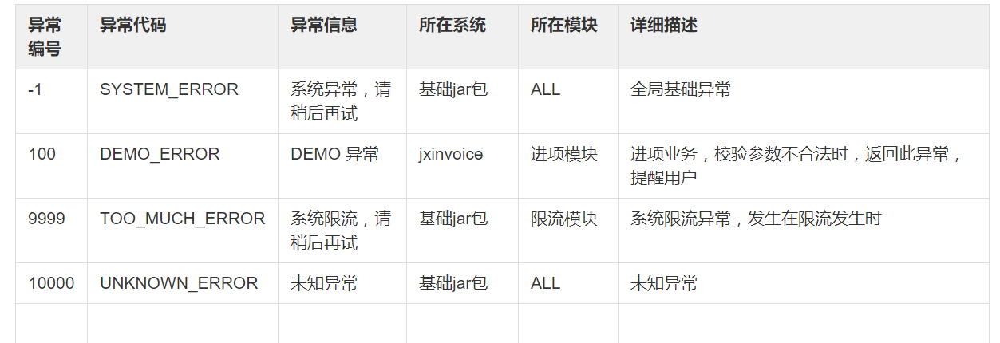 异常
编号
异常代码
异常信息
所在系统
所在模块
详细描述
-1
SYSTEM_ERROR
系统异常，请
稍后再试
基础jar包
ALL
全局基础异常
100
DEMO_ERROR
DEMO 异常
jxinvoice
进项模块
进项业务，校验参数不合法时，返回此异常，
提醒用户
9999
TOO_MUCH_ERROR
系统限流，请
稍后再试
基础jar包
限流模块
系统限流异常，发生在限流发生时
10000
UNKNOWN_ERROR
未知异常
基础jar包
ALL
未知异常